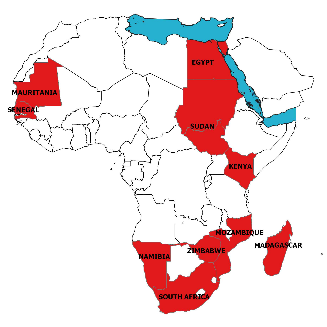 EGYPT
MAURITANIA
SENEGAL
SUDAN
KENYA
MOZAMBIQUE
MADAGASCAR
ZIMBABWE
NAMIBIA
SOUTH AFRICA